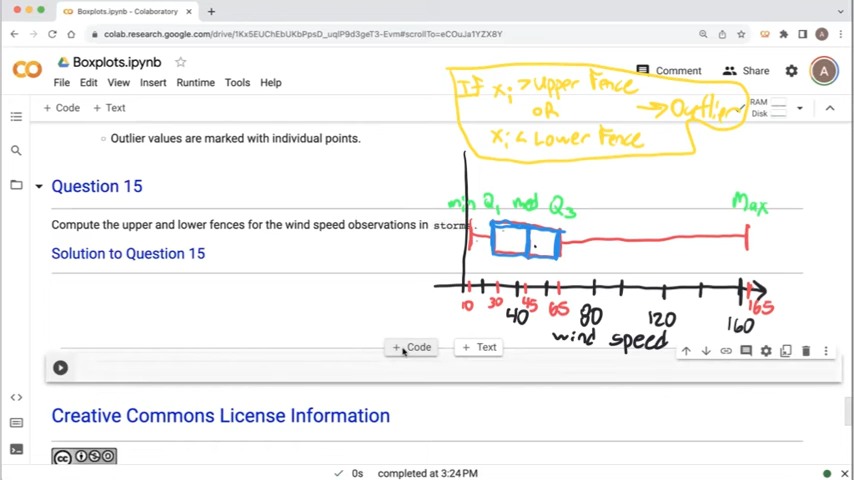 Boxplots.ipynb - Colaboratory
colab.research.google.com/drive/1Kx5EUChEbUKbPpsD_uqlP9d3geT3-Evm#scrollTo=eCOuJa1YZX8Y
Boxplots.ipynb
File Edit View Insert Runtime Tools Help
Comment Share A
+ Code + Text
RAM
Disk
If xi > Upper Fence
OR → Outlier
xi < Lower Fence
Outlier values are marked with individual points.
Question 15
min Q1 med Q3 Max
Compute the upper and lower fences for the wind speed observations in storm
Solution to Question 15
10 30 45 65 165
40 80 120 160
wind speed
+ Code + Text
Creative Commons License Information
cc
0s completed at 3:24 PM